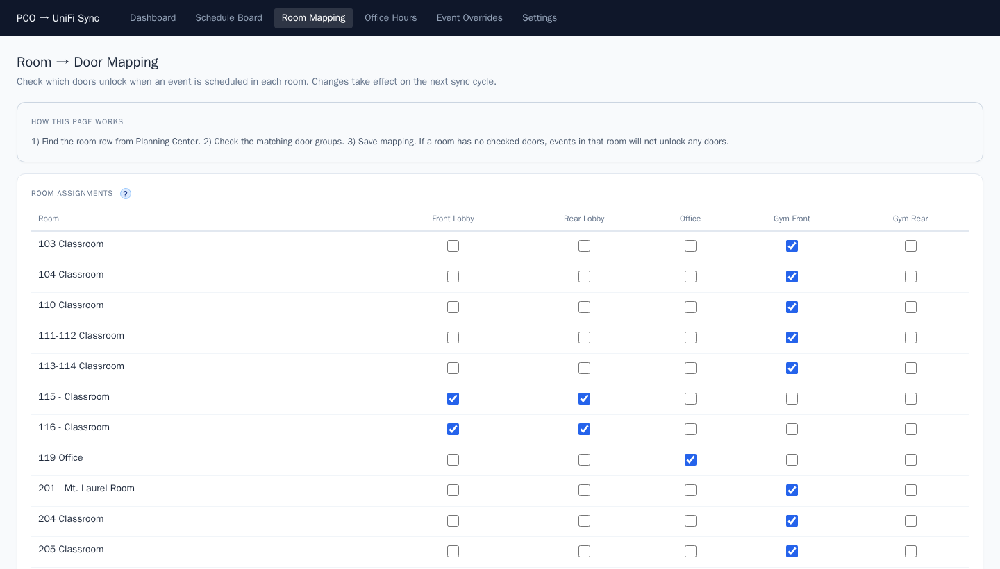 PCO → UniFi Sync Dashboard Schedule Board Room Mapping Office Hours Event Overrides Settings
Room → Door Mapping
Check which doors unlock when an event is scheduled in each room. Changes take effect on the next sync cycle.
HOW THIS PAGE WORKS
1) Find the room row from Planning Center. 2) Check the matching door groups. 3) Save mapping. If a room has no checked doors, events in that room will not unlock any doors.
ROOM ASSIGNMENTS ?
Room Front Lobby Rear Lobby Office Gym Front Gym Rear
103 Classroom
104 Classroom
110 Classroom
111-112 Classroom
113-114 Classroom
115 - Classroom
116 - Classroom
119 Office
201 - Mt. Laurel Room
204 Classroom
205 Classroom